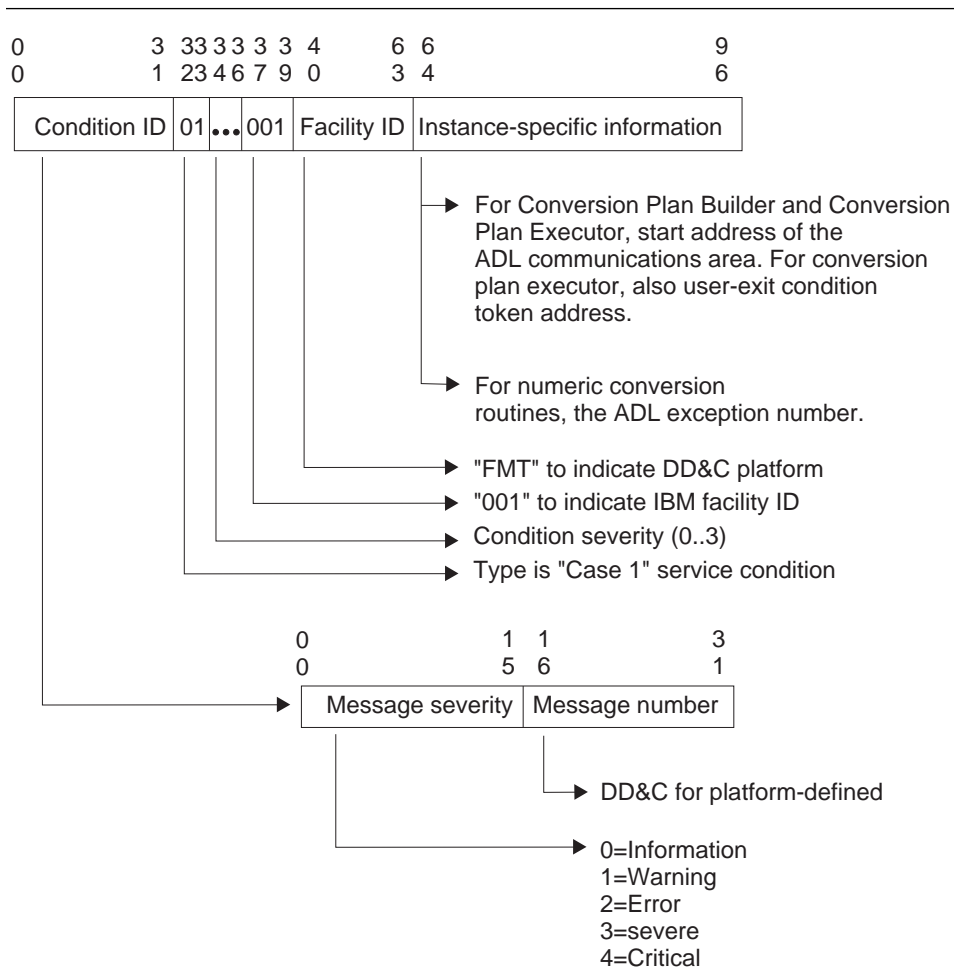 0 3 33 3 3 3 3 4 6 6 9
0 1 23 4 6 7 9 0 3 4 6
Condition ID 01 ••• 001 Facility ID Instance-specific information
For Conversion Plan Builder and Conversion
Plan Executor, start address of the
ADL communications area. For conversion
plan executor, also user-exit condition
token address.
For numeric conversion
routines, the ADL exception number.
"FMT" to indicate DD&C platform
"001" to indicate IBM facility ID
Condition severity (0..3)
Type is "Case 1" service condition
0 1 1 3
0 5 6 1
Message severity Message number
DD&C for platform-defined
0=Information
1=Warning
2=Error
3=severe
4=Critical